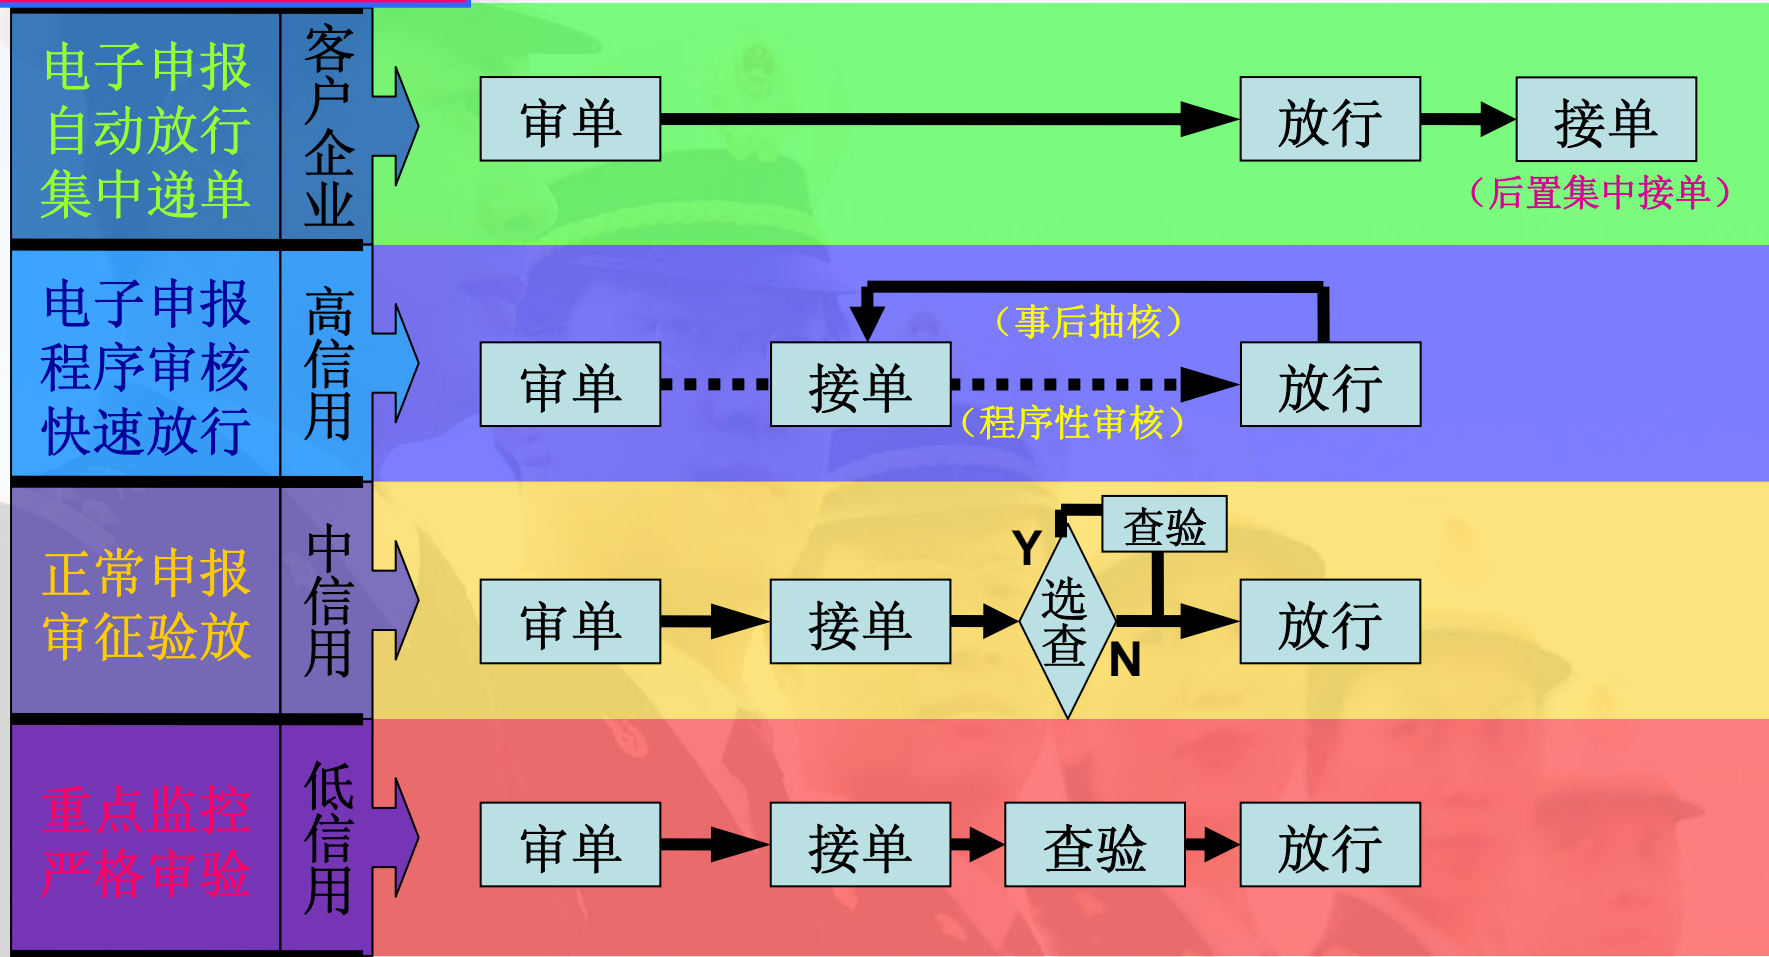 电子申报
自动放行
集中递单
客户企业
审单
放行
接单
（后置集中接单）
电子申报
程序审核
快速放行
高信用
（事后抽核）
审单
接单
放行
（程序性审核）
正常申报
审征验放
中信用
查验
Y
审单
接单
选查
放行
N
重点监控
严格审验
低信用
审单
接单
查验
放行